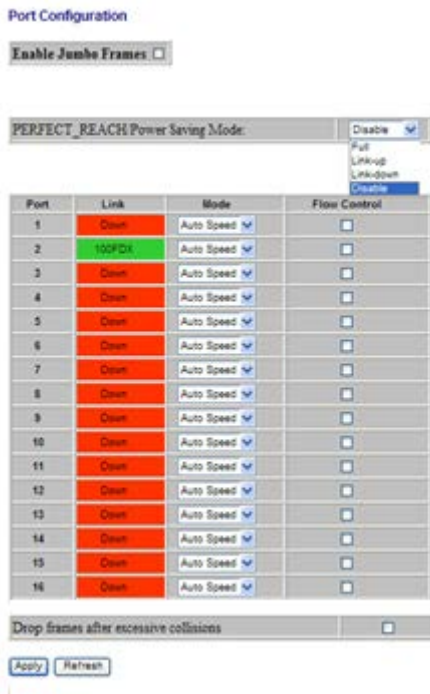 Port Configuration
Enable Jumbo Frames
PERFECT_REACH Power Saving Mode: Disable
Full
Link-up
Link-down
Disable
Port Link Mode Flow Control
1 Down Auto Speed
2 100FDX Auto Speed
3 Down Auto Speed
4 Down Auto Speed
5 Down Auto Speed
6 Down Auto Speed
7 Down Auto Speed
8 Down Auto Speed
9 Down Auto Speed
10 Down Auto Speed
11 Down Auto Speed
12 Down Auto Speed
13 Down Auto Speed
14 Down Auto Speed
15 Down Auto Speed
16 Down Auto Speed
Drop frames after excessive collisions
Apply Refresh